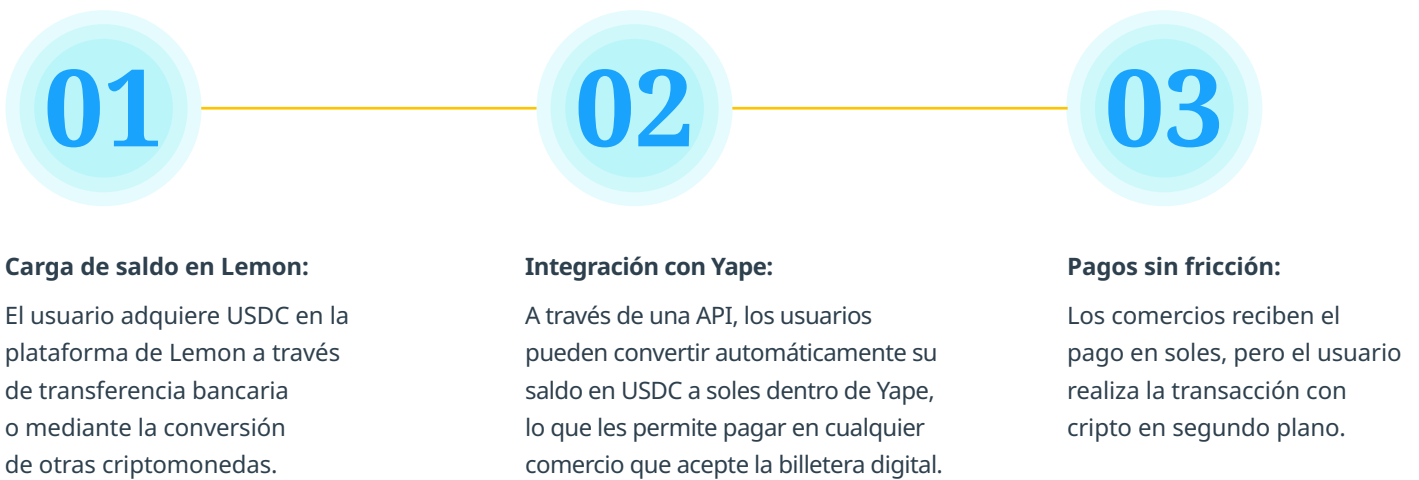 01
02
03
Carga de saldo en Lemon:
El usuario adquiere USDC en la
plataforma de Lemon a través
de transferencia bancaria
o mediante la conversión
de otras criptomonedas.
Integración con Yape:
A través de una API, los usuarios
pueden convertir automáticamente su
saldo en USDC a soles dentro de Yape,
lo que les permite pagar en cualquier
comercio que acepte la billetera digital.
Pagos sin fricción:
Los comercios reciben el
pago en soles, pero el usuario
realiza la transacción con
cripto en segundo plano.